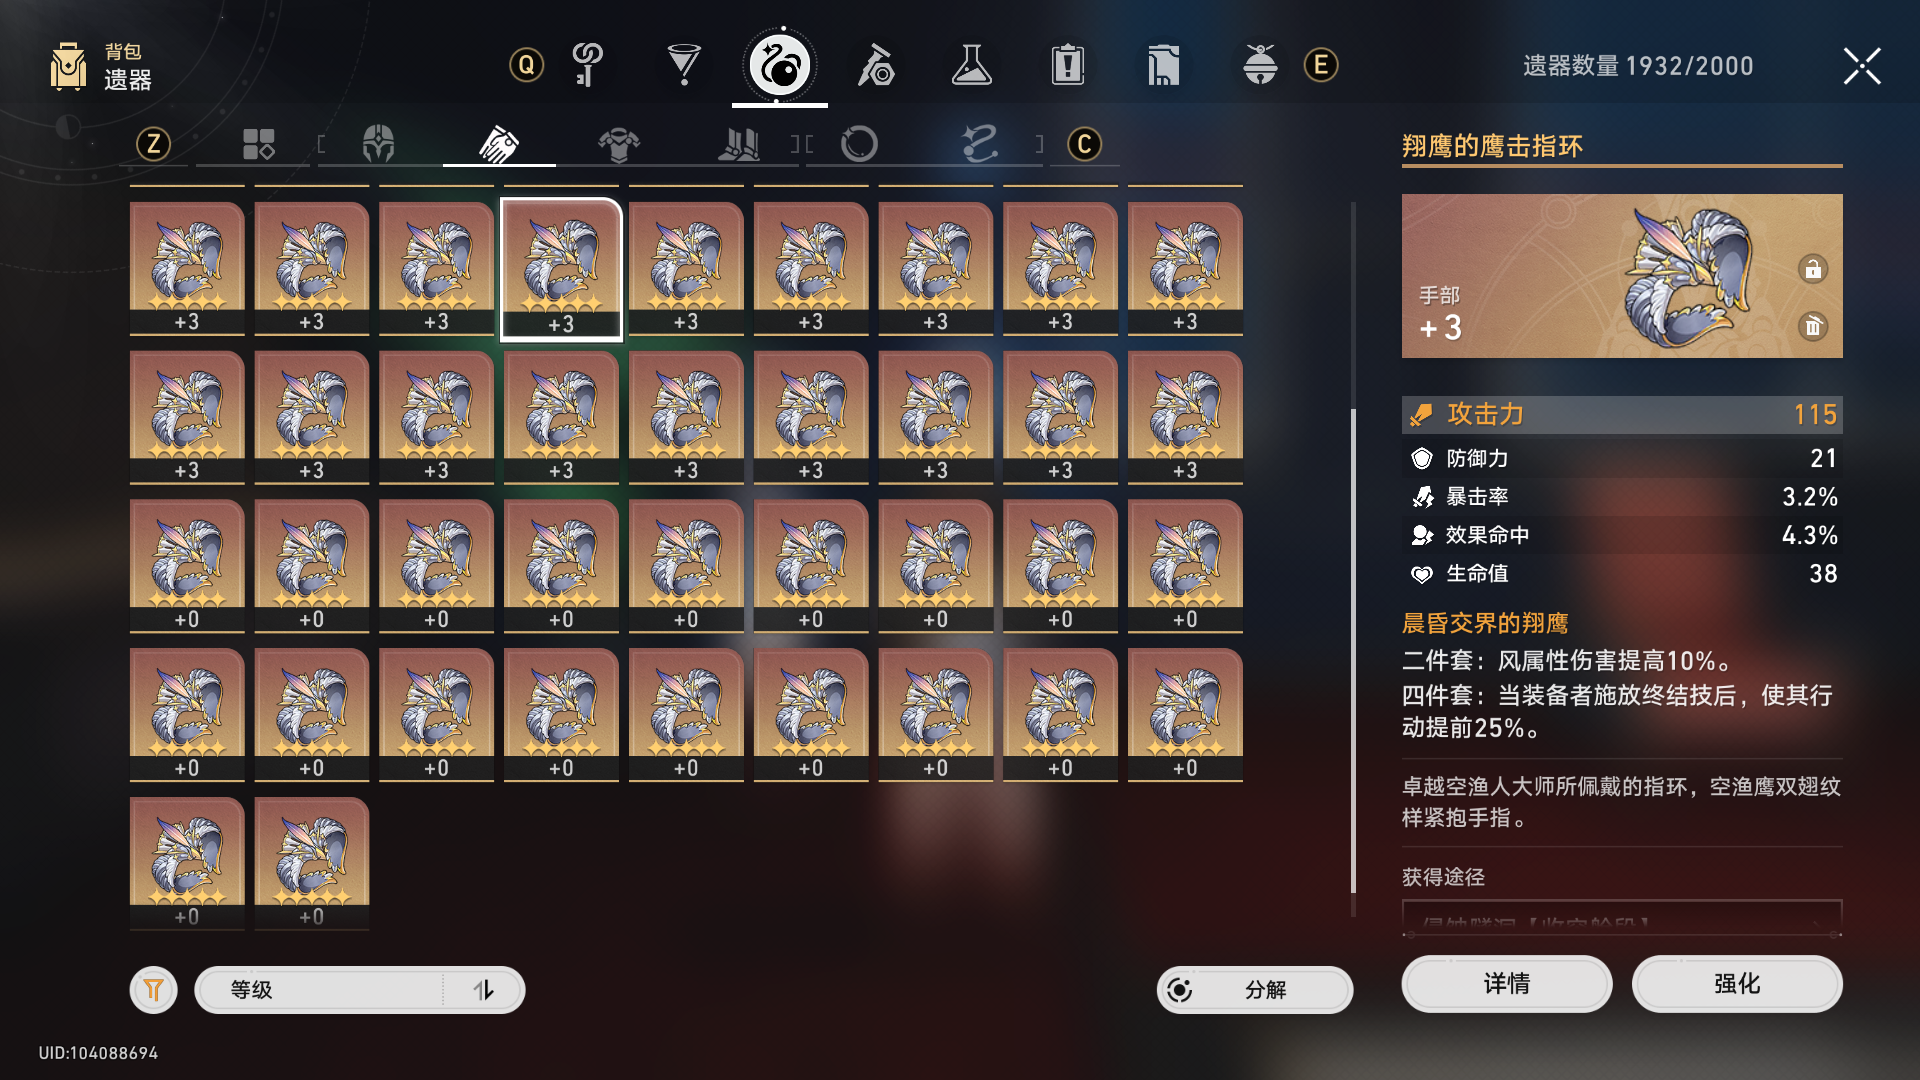 背包
遗器
Q
E
遗器数量 1932/2000
Z
C
+3 +3 +3 +3 +3 +3 +3 +3 +3
+3 +3 +3 +3 +3 +3 +3 +3 +3
+0 +0 +0 +0 +0 +0 +0 +0 +0
+0 +0 +0 +0 +0 +0 +0 +0 +0
+0 +0
翔鹰的鹰击指环
手部
+3
攻击力 115
防御力 21
暴击率 3.2%
效果命中 4.3%
生命值 38
晨昏交界的翔鹰
二件套：风属性伤害提高10%。
四件套：当装备者施放终结技后，使其行
动提前25%。
卓越空渔人大师所佩戴的指环，空渔鹰双翅纹
样紧抱手指。
获得途径
等级
分解
详情
强化
UID:104088694